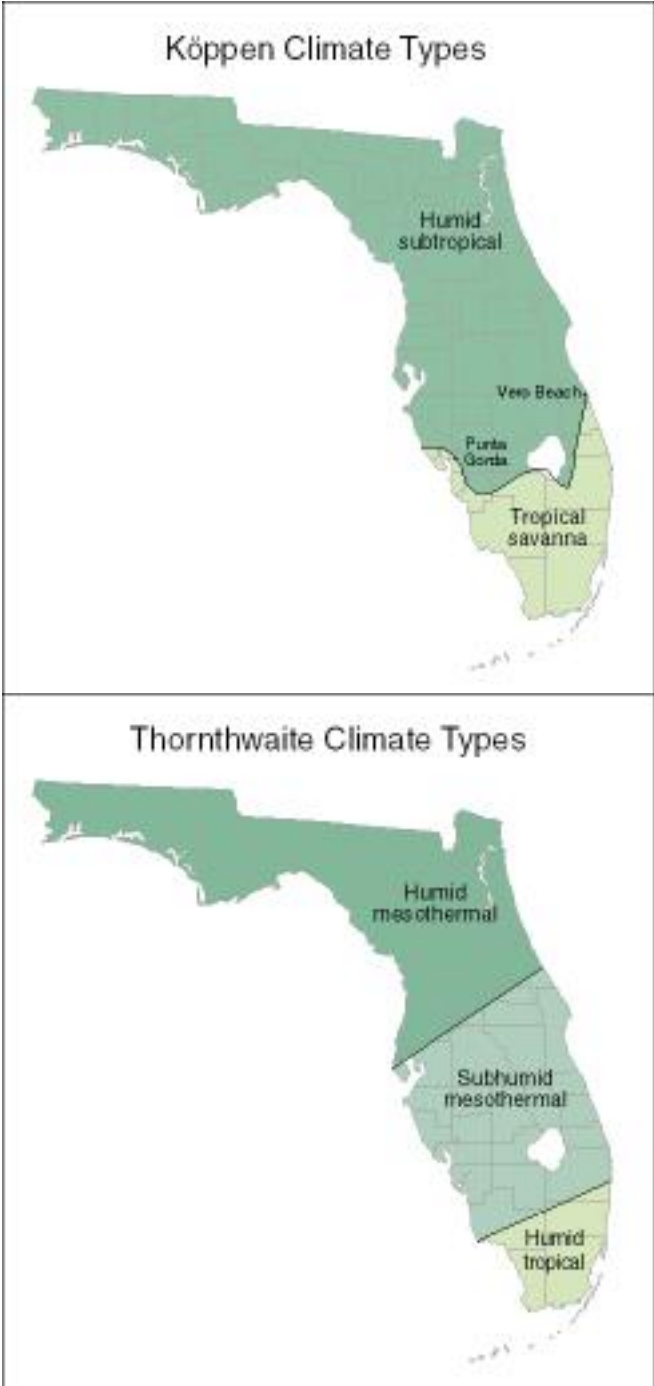 Köppen Climate Types
Humid
subtropical
Vero Beach
Punta
Gorda
Tropical
savanna
Thornthwaite Climate Types
Humid
mesothermal
Subhumid
mesothermal
Humid
tropical